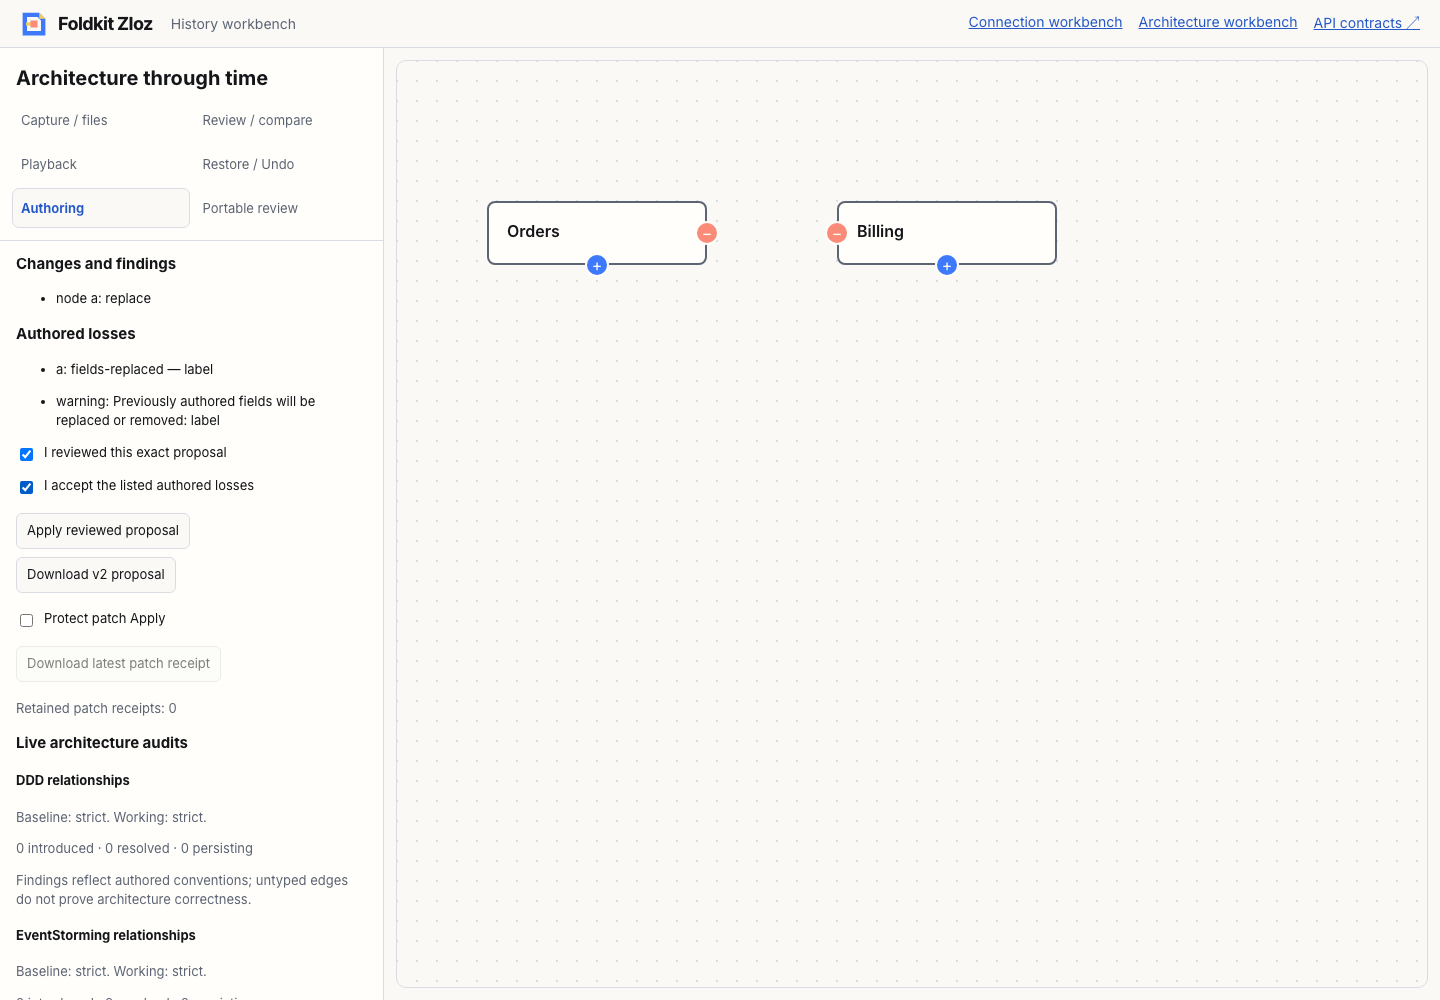 Foldkit Zloz
History workbench
Connection workbench
Architecture workbench
API contracts ↗
Architecture through time
Capture / files
Review / compare
Playback
Restore / Undo
Authoring
Portable review
Changes and findings
• node a: replace
Authored losses
• a: fields-replaced — label
• warning: Previously authored fields will be
replaced or removed: label
I reviewed this exact proposal
I accept the listed authored losses
Apply reviewed proposal
Download v2 proposal
Protect patch Apply
Download latest patch receipt
Retained patch receipts: 0
Live architecture audits
DDD relationships
Baseline: strict. Working: strict.
0 introduced · 0 resolved · 0 persisting
Findings reflect authored conventions; untyped edges
do not prove architecture correctness.
EventStorming relationships
Baseline: strict. Working: strict.
Orders
–
+
Billing
–
+